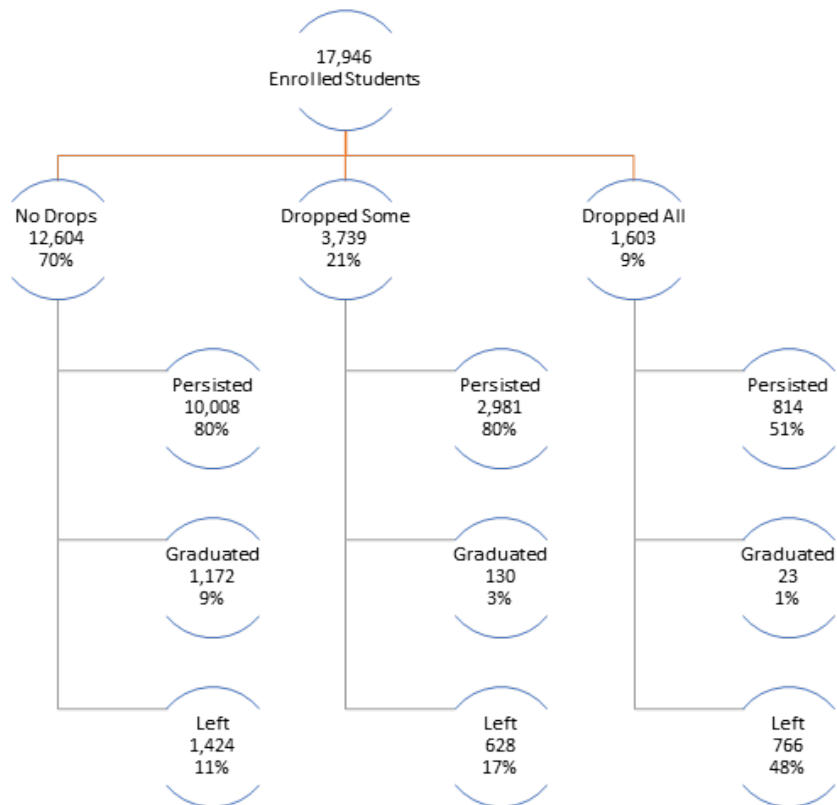 17,946
Enrolled Students
No Drops
12,604
70%
Dropped Some
3,739
21%
Dropped All
1,603
9%
Persisted
10,008
80%
Persisted
2,981
80%
Persisted
814
51%
Graduated
1,172
9%
Graduated
130
3%
Graduated
23
1%
Left
1,424
11%
Left
628
17%
Left
766
48%